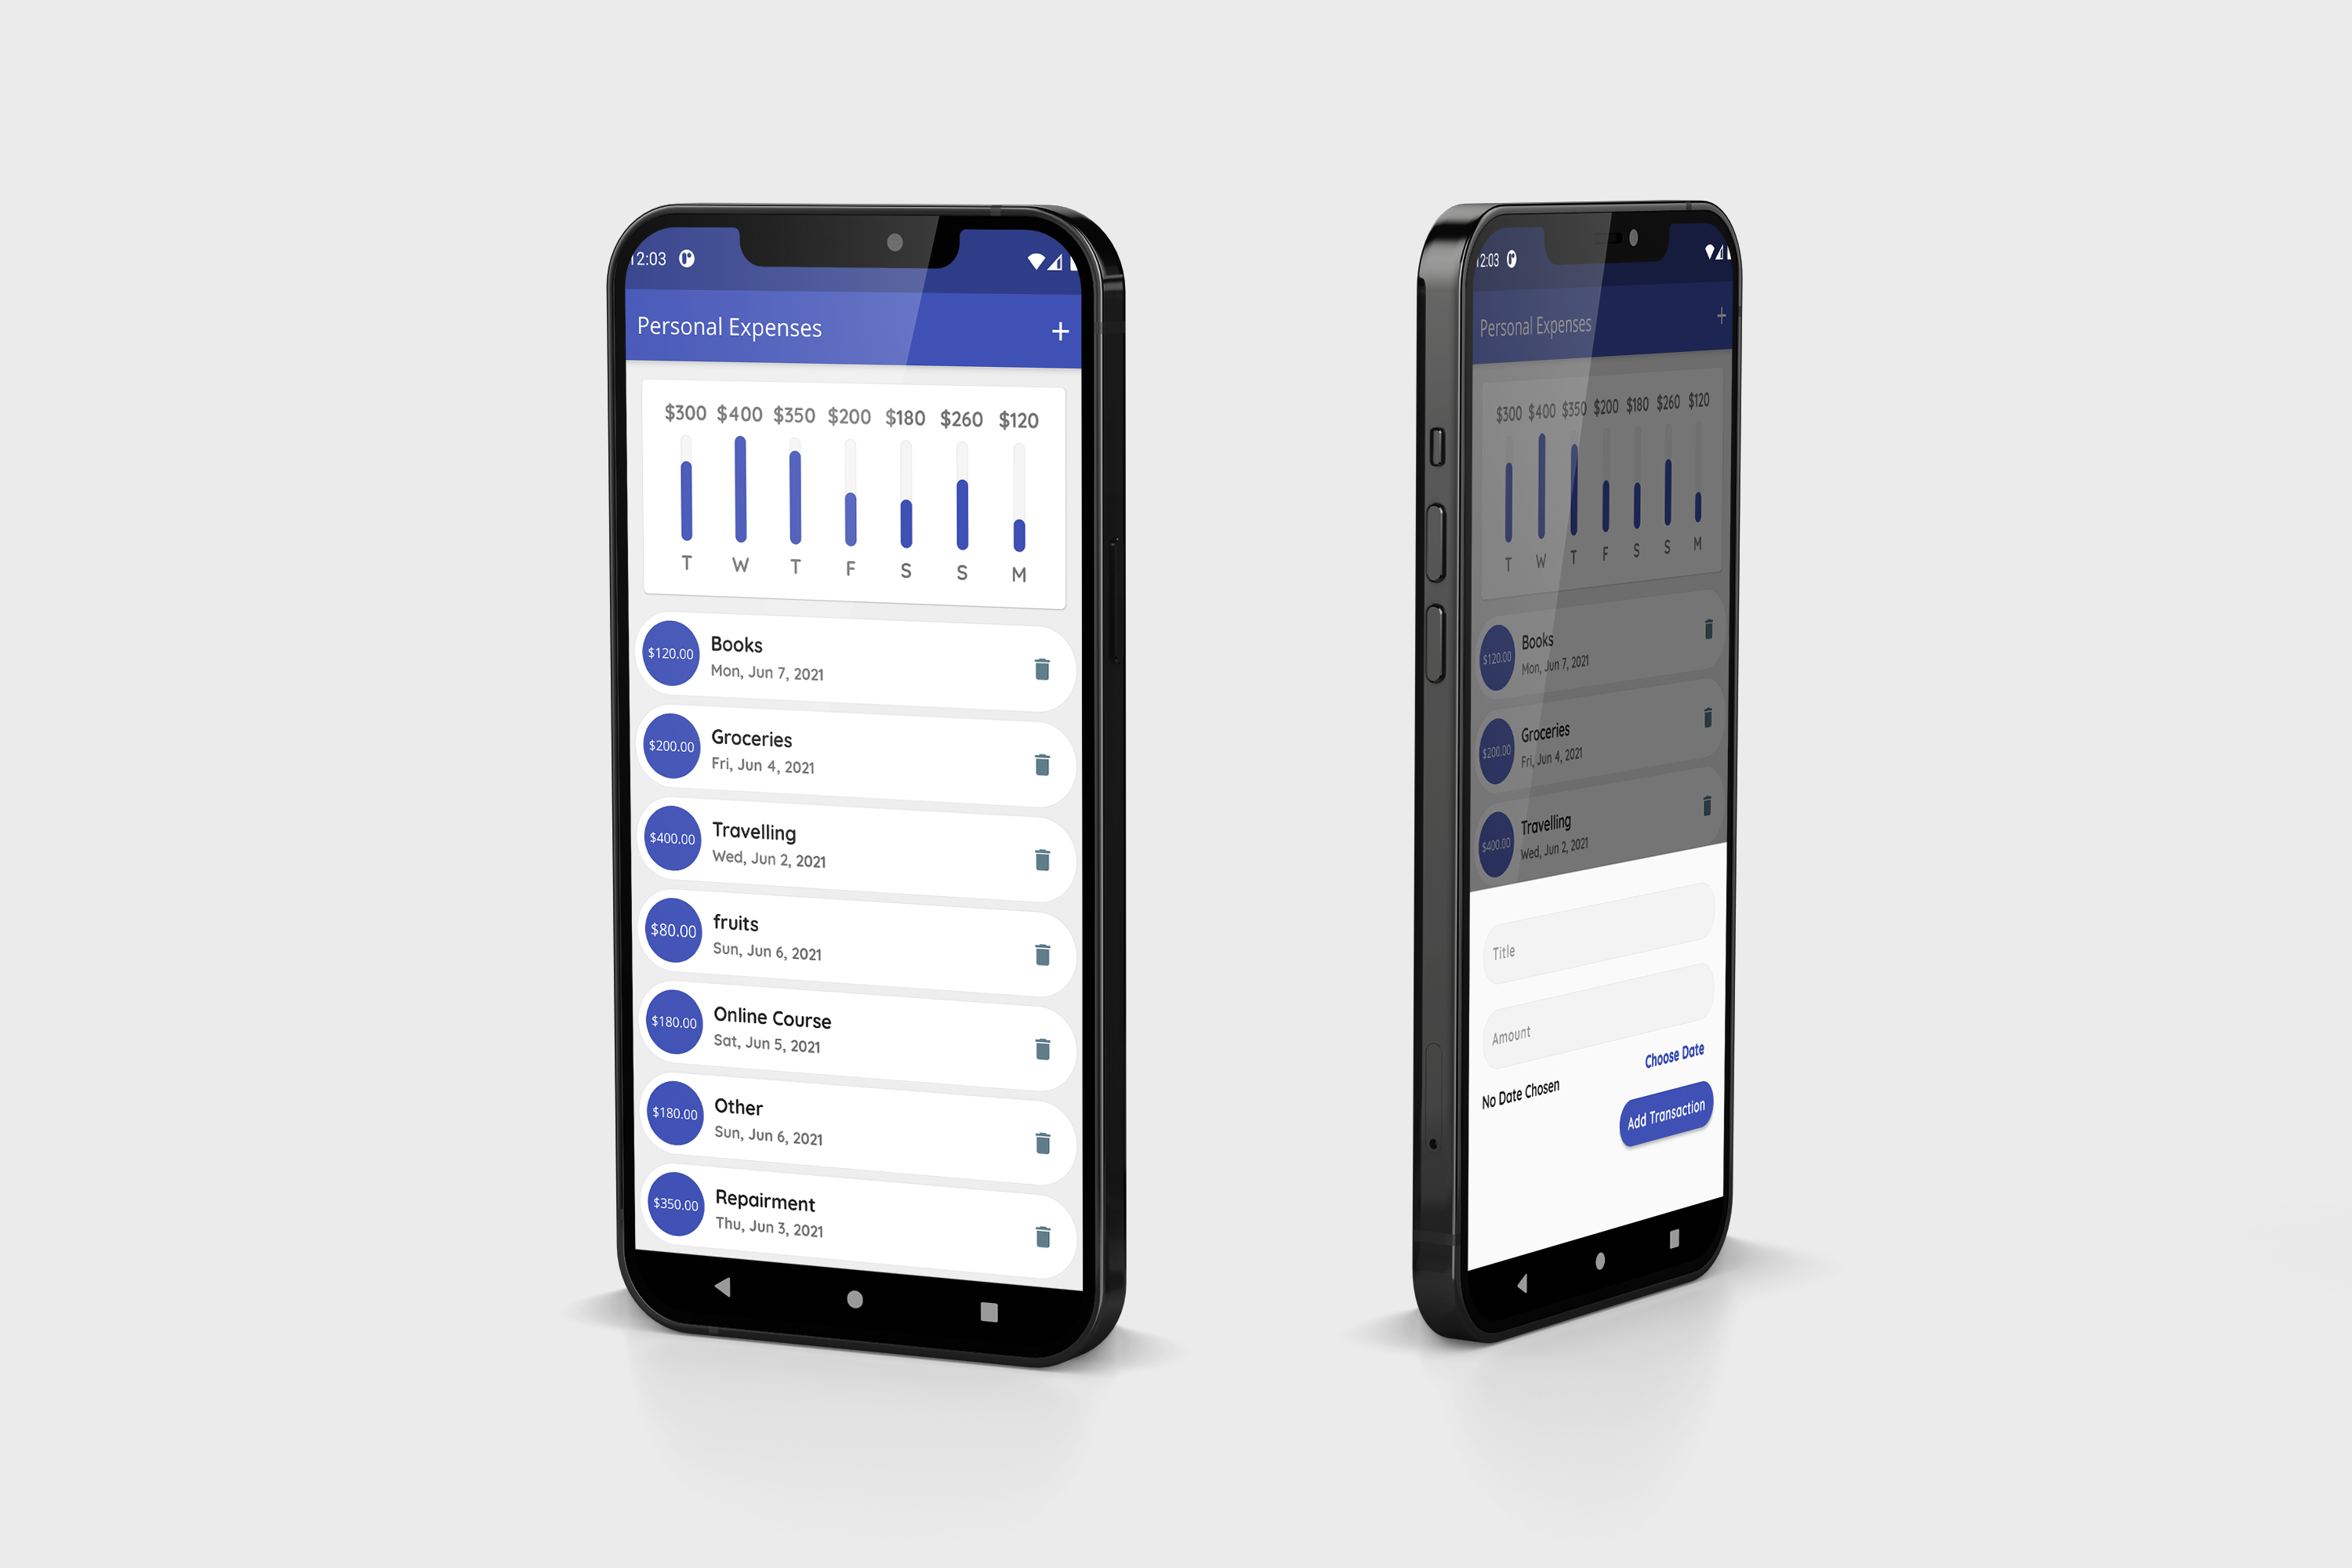 12:03
Personal Expenses +
$300 $400 $350 $200 $180 $260 $120
T W T F S S M
$120.00 Books
Mon, Jun 7, 2021
$200.00 Groceries
Fri, Jun 4, 2021
$400.00 Travelling
Wed, Jun 2, 2021
$80.00 fruits
Sun, Jun 6, 2021
$180.00 Online Course
Sat, Jun 5, 2021
$180.00 Other
Sun, Jun 6, 2021
$350.00 Repairment
Thu, Jun 3, 2021
12:03
Personal Expenses +
$300 $400 $350 $200 $180 $260 $120
T W T F S S M
$120.00 Books
Mon, Jun 7, 2021
$200.00 Groceries
Fri, Jun 4, 2021
$400.00 Travelling
Wed, Jun 2, 2021
Title
Amount
No Date Chosen Choose Date
Add Transaction